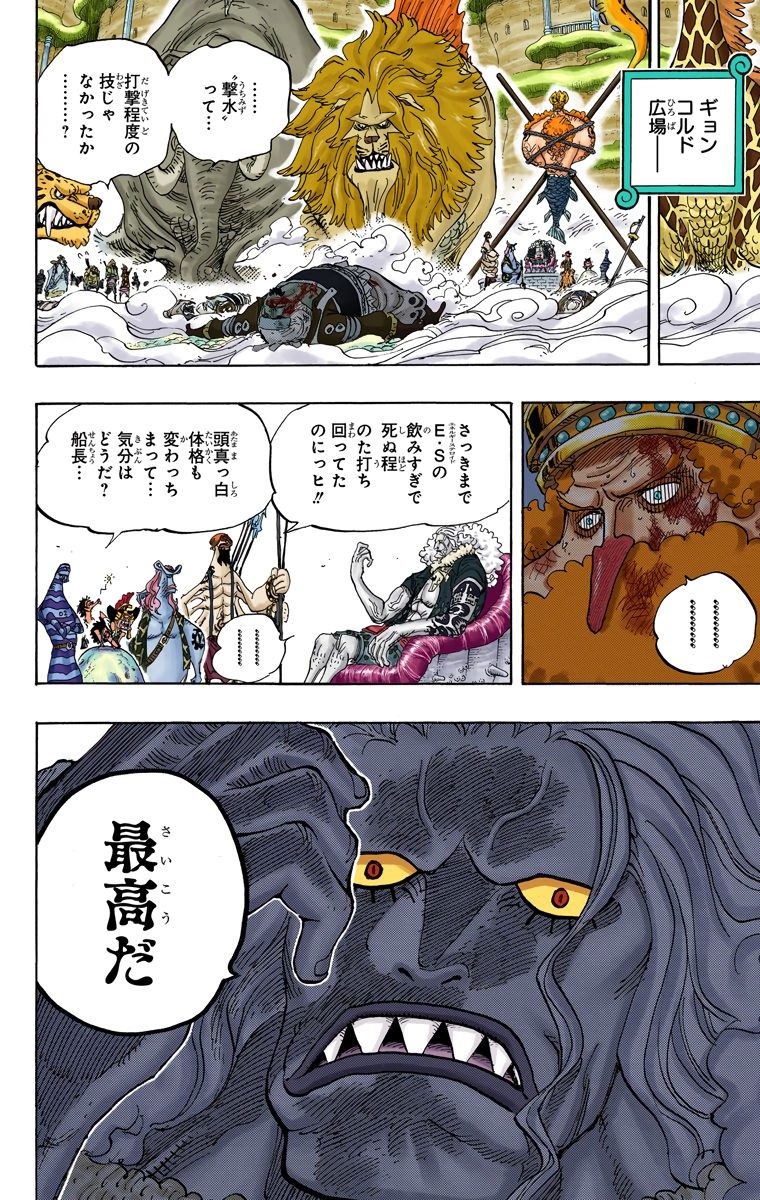 ギョン
コルド
広場──
……
〝撃水〟
って…
打撃程度の
技じゃ
なかったか
………?
………
………
さっきまで
E・Sの
飲みすぎで
死ぬ程
のた打ち
回ってた
のにっヒ!!
頭真っ白
体格も
変わっち
まって…
気分は
どうだ?
船長…
………
………
最高だ